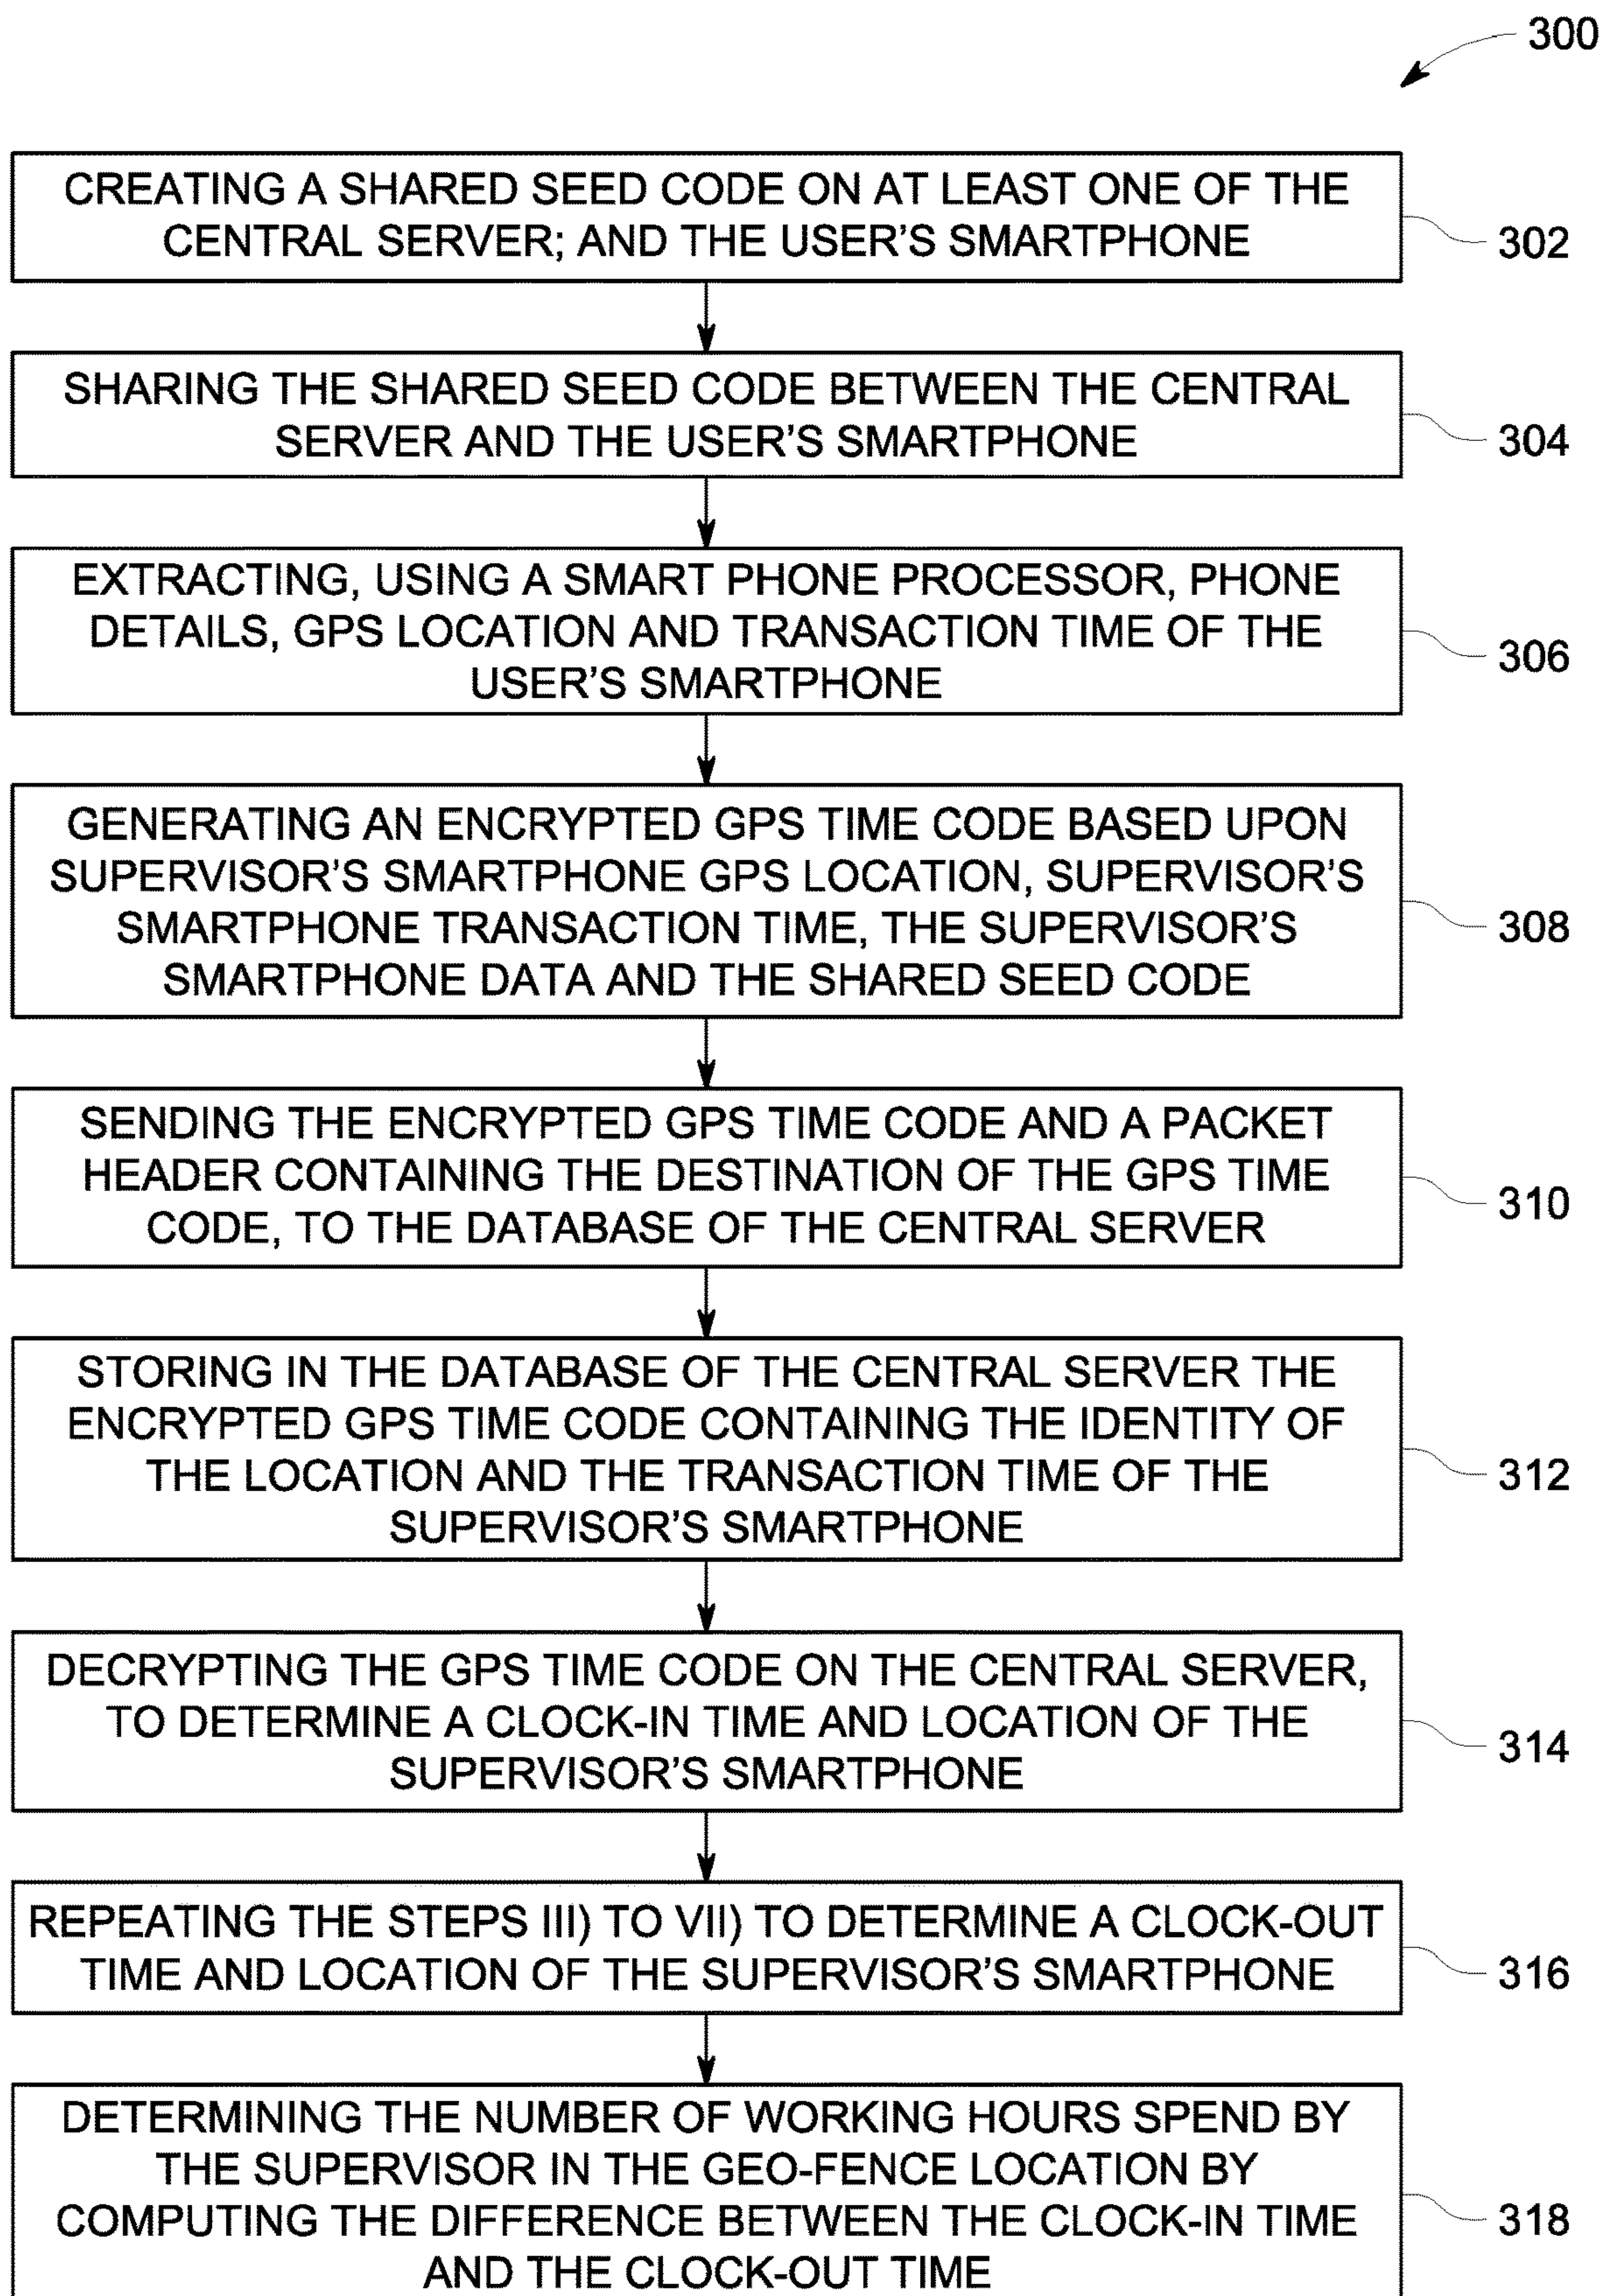 300
CREATING A SHARED SEED CODE ON AT LEAST ONE OF THE
CENTRAL SERVER; AND THE USER'S SMARTPHONE
302
SHARING THE SHARED SEED CODE BETWEEN THE CENTRAL
SERVER AND THE USER'S SMARTPHONE
304
EXTRACTING, USING A SMART PHONE PROCESSOR, PHONE
DETAILS, GPS LOCATION AND TRANSACTION TIME OF THE
USER'S SMARTPHONE
306
GENERATING AN ENCRYPTED GPS TIME CODE BASED UPON
SUPERVISOR'S SMARTPHONE GPS LOCATION, SUPERVISOR'S
SMARTPHONE TRANSACTION TIME, THE SUPERVISOR'S
SMARTPHONE DATA AND THE SHARED SEED CODE
308
SENDING THE ENCRYPTED GPS TIME CODE AND A PACKET
HEADER CONTAINING THE DESTINATION OF THE GPS TIME
CODE, TO THE DATABASE OF THE CENTRAL SERVER
310
STORING IN THE DATABASE OF THE CENTRAL SERVER THE
ENCRYPTED GPS TIME CODE CONTAINING THE IDENTITY OF
THE LOCATION AND THE TRANSACTION TIME OF THE
SUPERVISOR'S SMARTPHONE
312
DECRYPTING THE GPS TIME CODE ON THE CENTRAL SERVER,
TO DETERMINE A CLOCK-IN TIME AND LOCATION OF THE
SUPERVISOR'S SMARTPHONE
314
REPEATING THE STEPS III) TO VII) TO DETERMINE A CLOCK-OUT
TIME AND LOCATION OF THE SUPERVISOR'S SMARTPHONE
316
DETERMINING THE NUMBER OF WORKING HOURS SPEND BY
THE SUPERVISOR IN THE GEO-FENCE LOCATION BY
COMPUTING THE DIFFERENCE BETWEEN THE CLOCK-IN TIME
AND THE CLOCK-OUT TIME
318